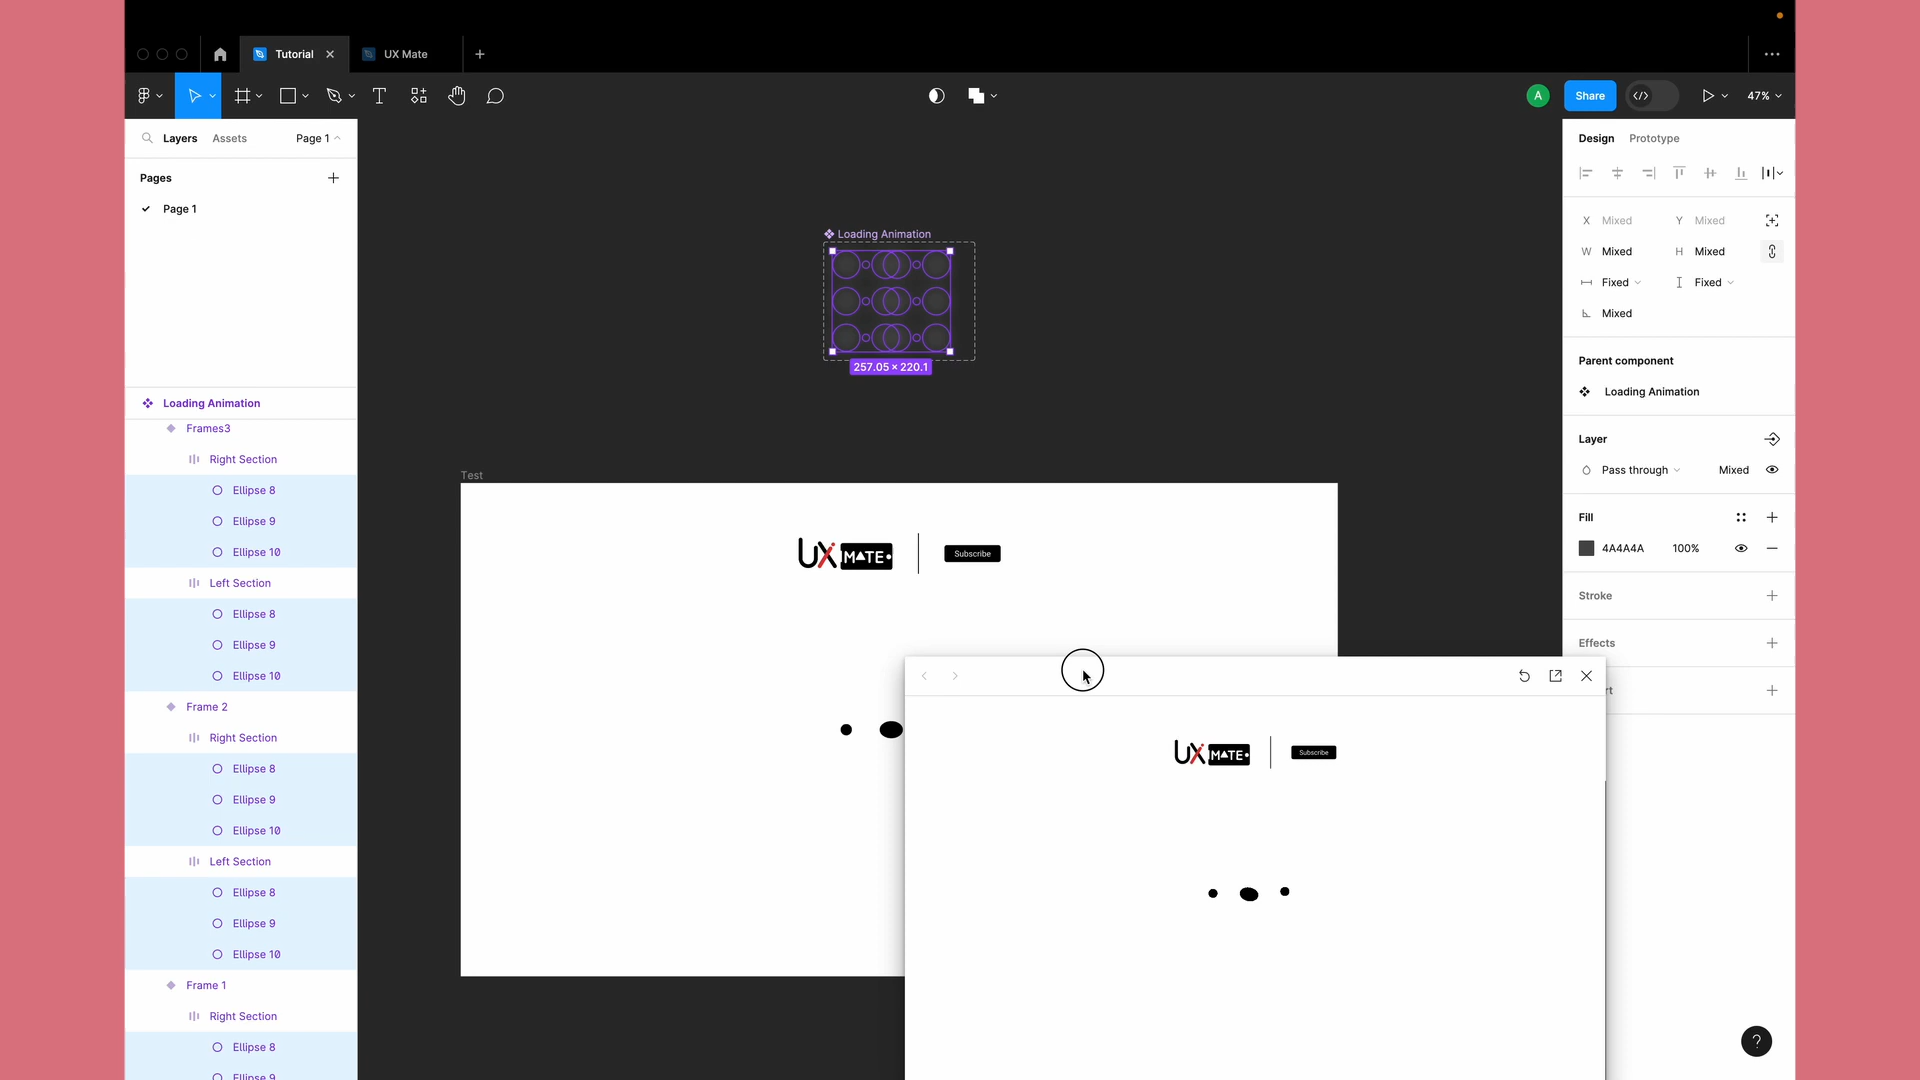 Tutorial
UX Mate
A
Share
47%
Layers
Assets
Page 1
Pages
Page 1
Loading Animation
Frames3
Right Section
Ellipse 8
Ellipse 9
Ellipse 10
Left Section
Ellipse 8
Ellipse 9
Ellipse 10
Frame 2
Right Section
Ellipse 8
Ellipse 9
Ellipse 10
Left Section
Ellipse 8
Ellipse 9
Ellipse 10
Frame 1
Right Section
Ellipse 8
Ellipse 9
Loading Animation
257.05 × 220.1
Test
UX MATE
Subscribe
UX MATE
Subscribe
Design
Prototype
X Mixed
Y Mixed
W Mixed
H Mixed
Fixed
Fixed
Mixed
Parent component
Loading Animation
Layer
Pass through
Mixed
Fill
4A4A4A
100%
Stroke
Effects
rt
?